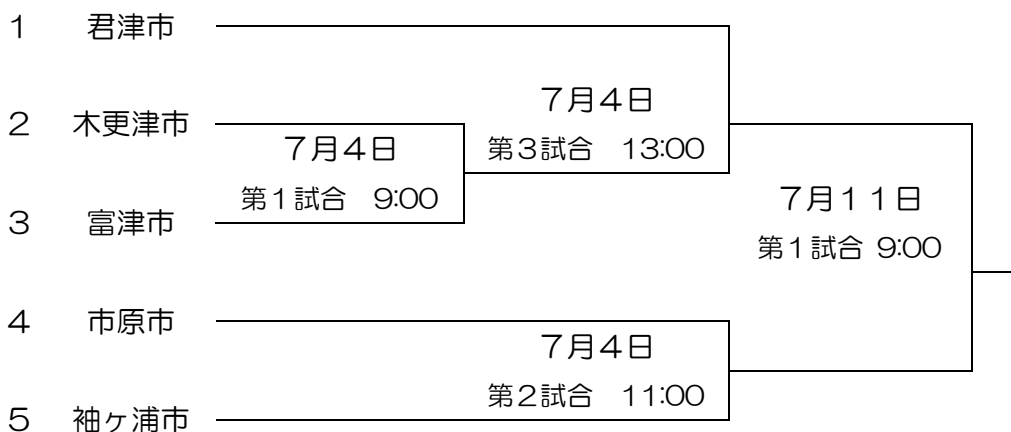 １ 君津市
７月４日
２ 木更津市
第３試合 13:00
７月４日
第１試合 9:00
７月１１日
３ 富津市
第１試合 9:00
４ 市原市
７月４日
第２試合 11:00
５ 袖ヶ浦市